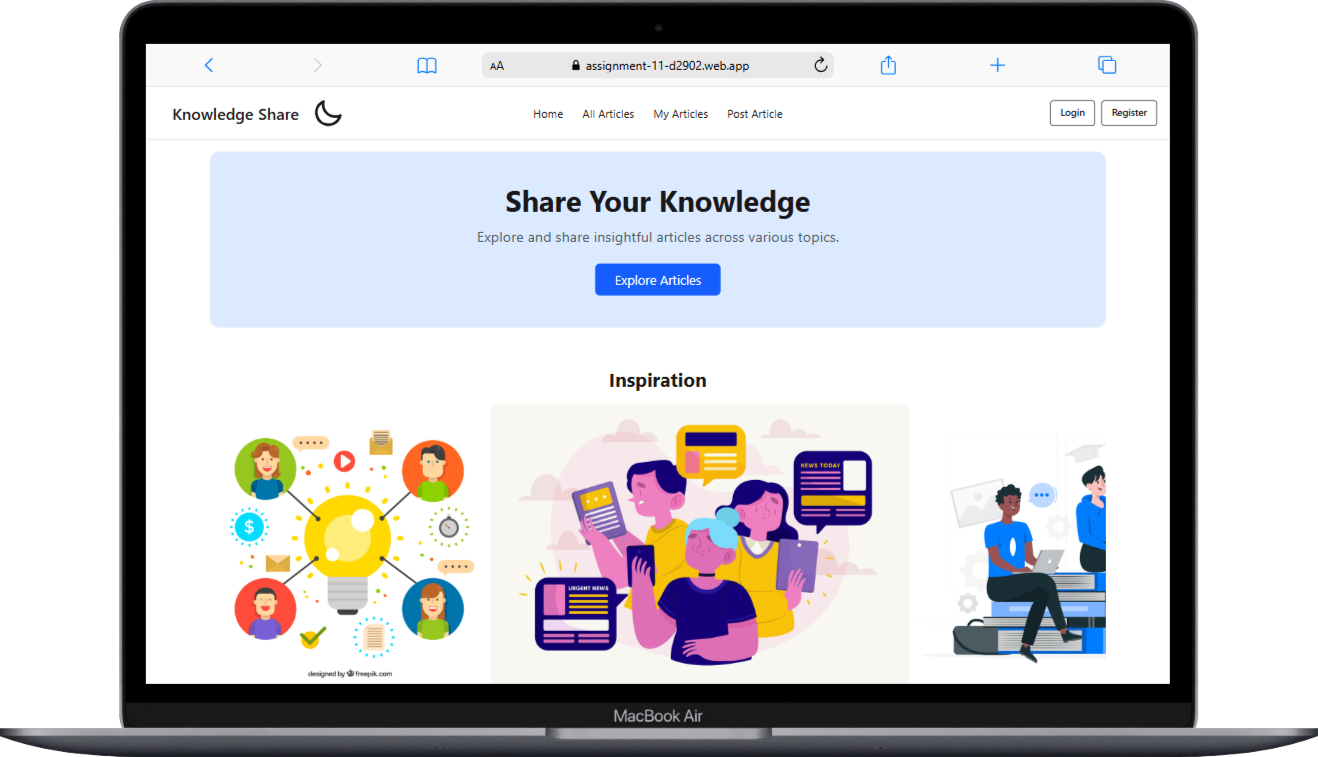 AA assignment-11-d2902.web.app
Knowledge Share Home All Articles My Articles Post Article Login Register
Share Your Knowledge
Explore and share insightful articles across various topics.
Explore Articles
Inspiration
NEWS TODAY
$
URGENT NEWS
designed by freepik.com
MacBook Air